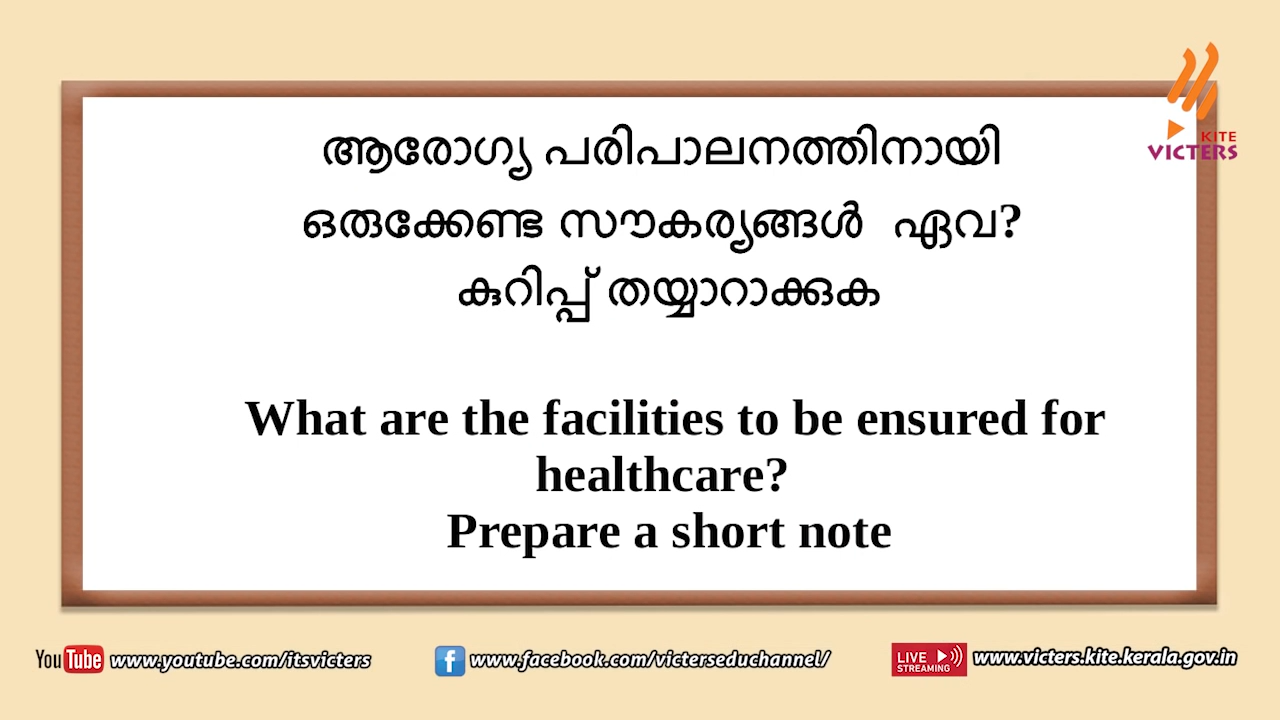 ആരോഗ്യ പരിപാലനത്തിനായി
ഒരുക്കേണ്ട സൗകര്യങ്ങൾ ഏവ?
കുറിപ്പ് തയ്യാറാക്കുക
What are the facilities to be ensured for
healthcare?
Prepare a short note
KITE
VICTERS
YouTube www.youtube.com/itsvicters
f www.facebook.com/victerseduchannel/
LIVE
STREAMING
www.victers.kite.kerala.gov.in